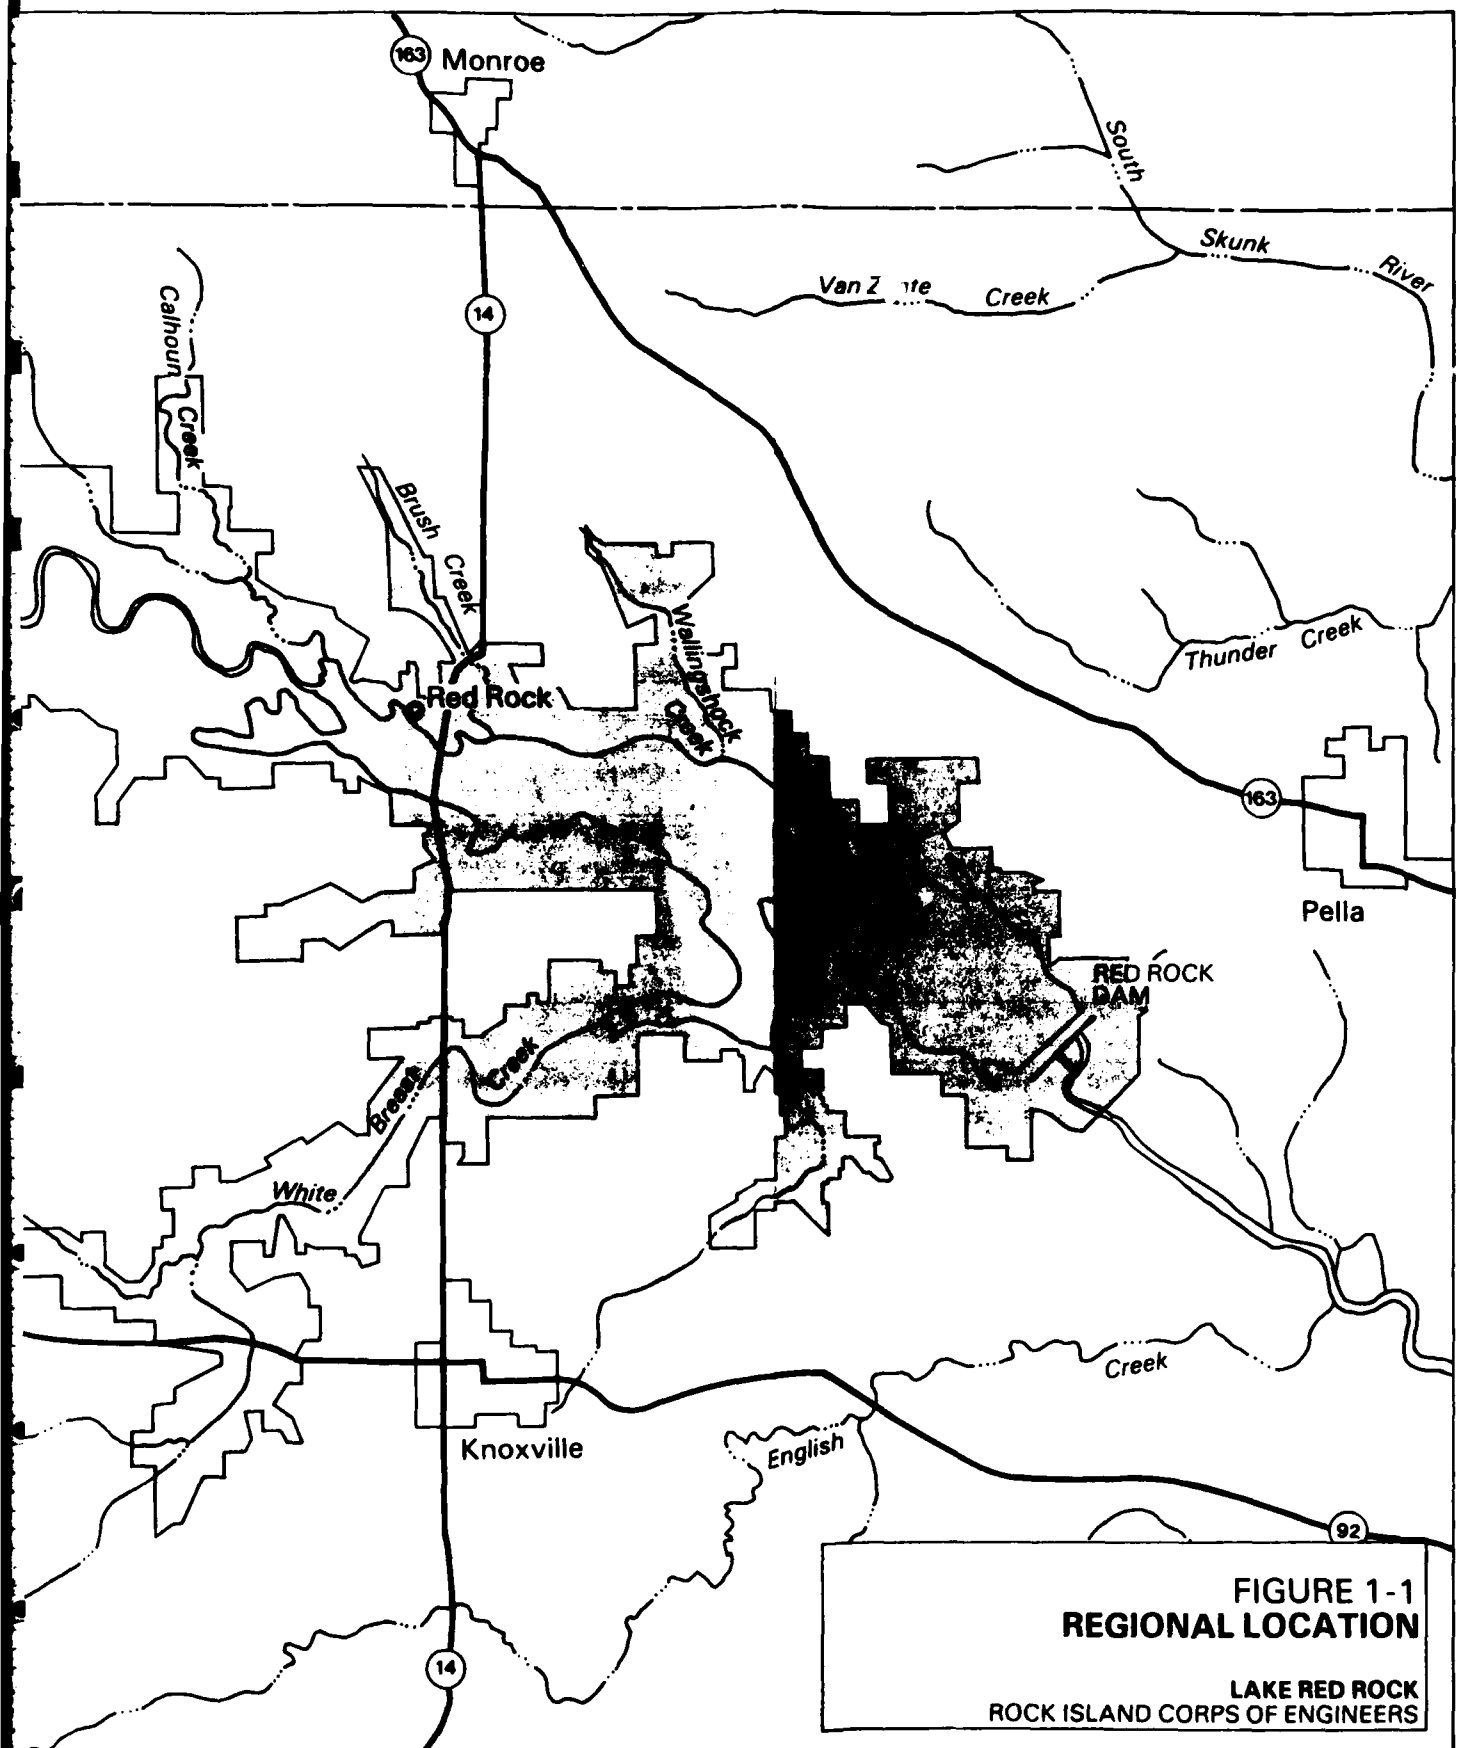 163
Monroe
South
Skunk
River
Van Z
Creek
Calhoun
Creek
14
Brush
Creek
Wallingshock
Creek
Thunder
Creek
Red Rock
163
Pella
RED ROCK
DAM
Creek
White
Creek
Knoxville
English
92
14
FIGURE 1-1
REGIONAL LOCATION
LAKE RED ROCK
ROCK ISLAND CORPS OF ENGINEERS